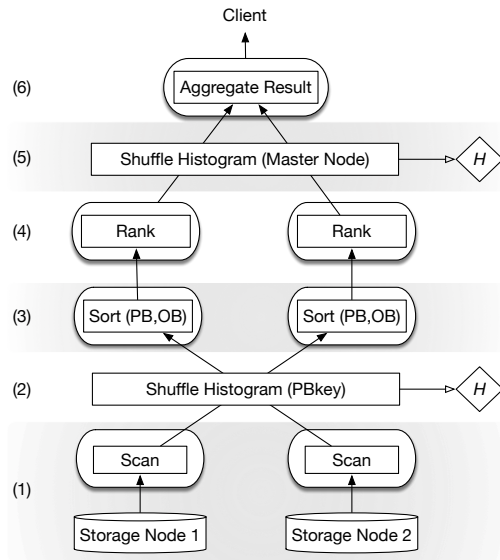 Client
(6)
Aggregate Result
(5)
Shuffle Histogram (Master Node)
H
(4)
Rank
Rank
(3)
Sort (PB,OB)
Sort (PB,OB)
(2)
Shuffle Histogram (PBkey)
H
(1)
Scan
Scan
Storage Node 1
Storage Node 2